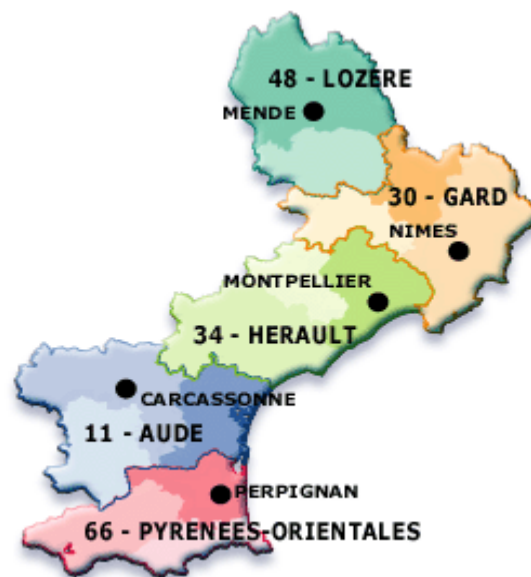 48 - LOZERE
MENDE
30 - GARD
NIMES
MONTPELLIER
34 - HERAULT
CARCASSONNE
11 - AUDE
PERPIGNAN
66 - PYRENEES-ORIENTALES